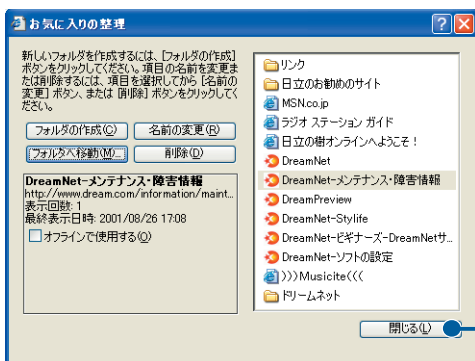 お気に入りの整理
新しいフォルダを作成するには、[フォルダの作成]
ボタンをクリックしてください。項目の名前を変更ま
たは削除するには、項目を選択してから [名前の
変更] ボタン、または [削除] ボタンをクリックしてく
ださい。
フォルダの作成(C)
名前の変更(R)
フォルダへ移動(M)...
削除(D)
DreamNet-メンテナンス・障害情報
http://www.dream.com/information/maint...
表示回数: 1
最終表示日時: 2001/08/26 17:08
オフラインで使用する(O)
リンク
日立のお勧めのサイト
MSN.co.jp
ラジオ ステーション ガイド
日立の樹オンラインへようこそ!
DreamNet
DreamNet-メンテナンス・障害情報
DreamPreview
DreamNet-Stylife
DreamNet-ビギナーズ-DreamNetサ...
DreamNet-ソフトの設定
)))Musicite(((
ドリームネット
閉じる(L)